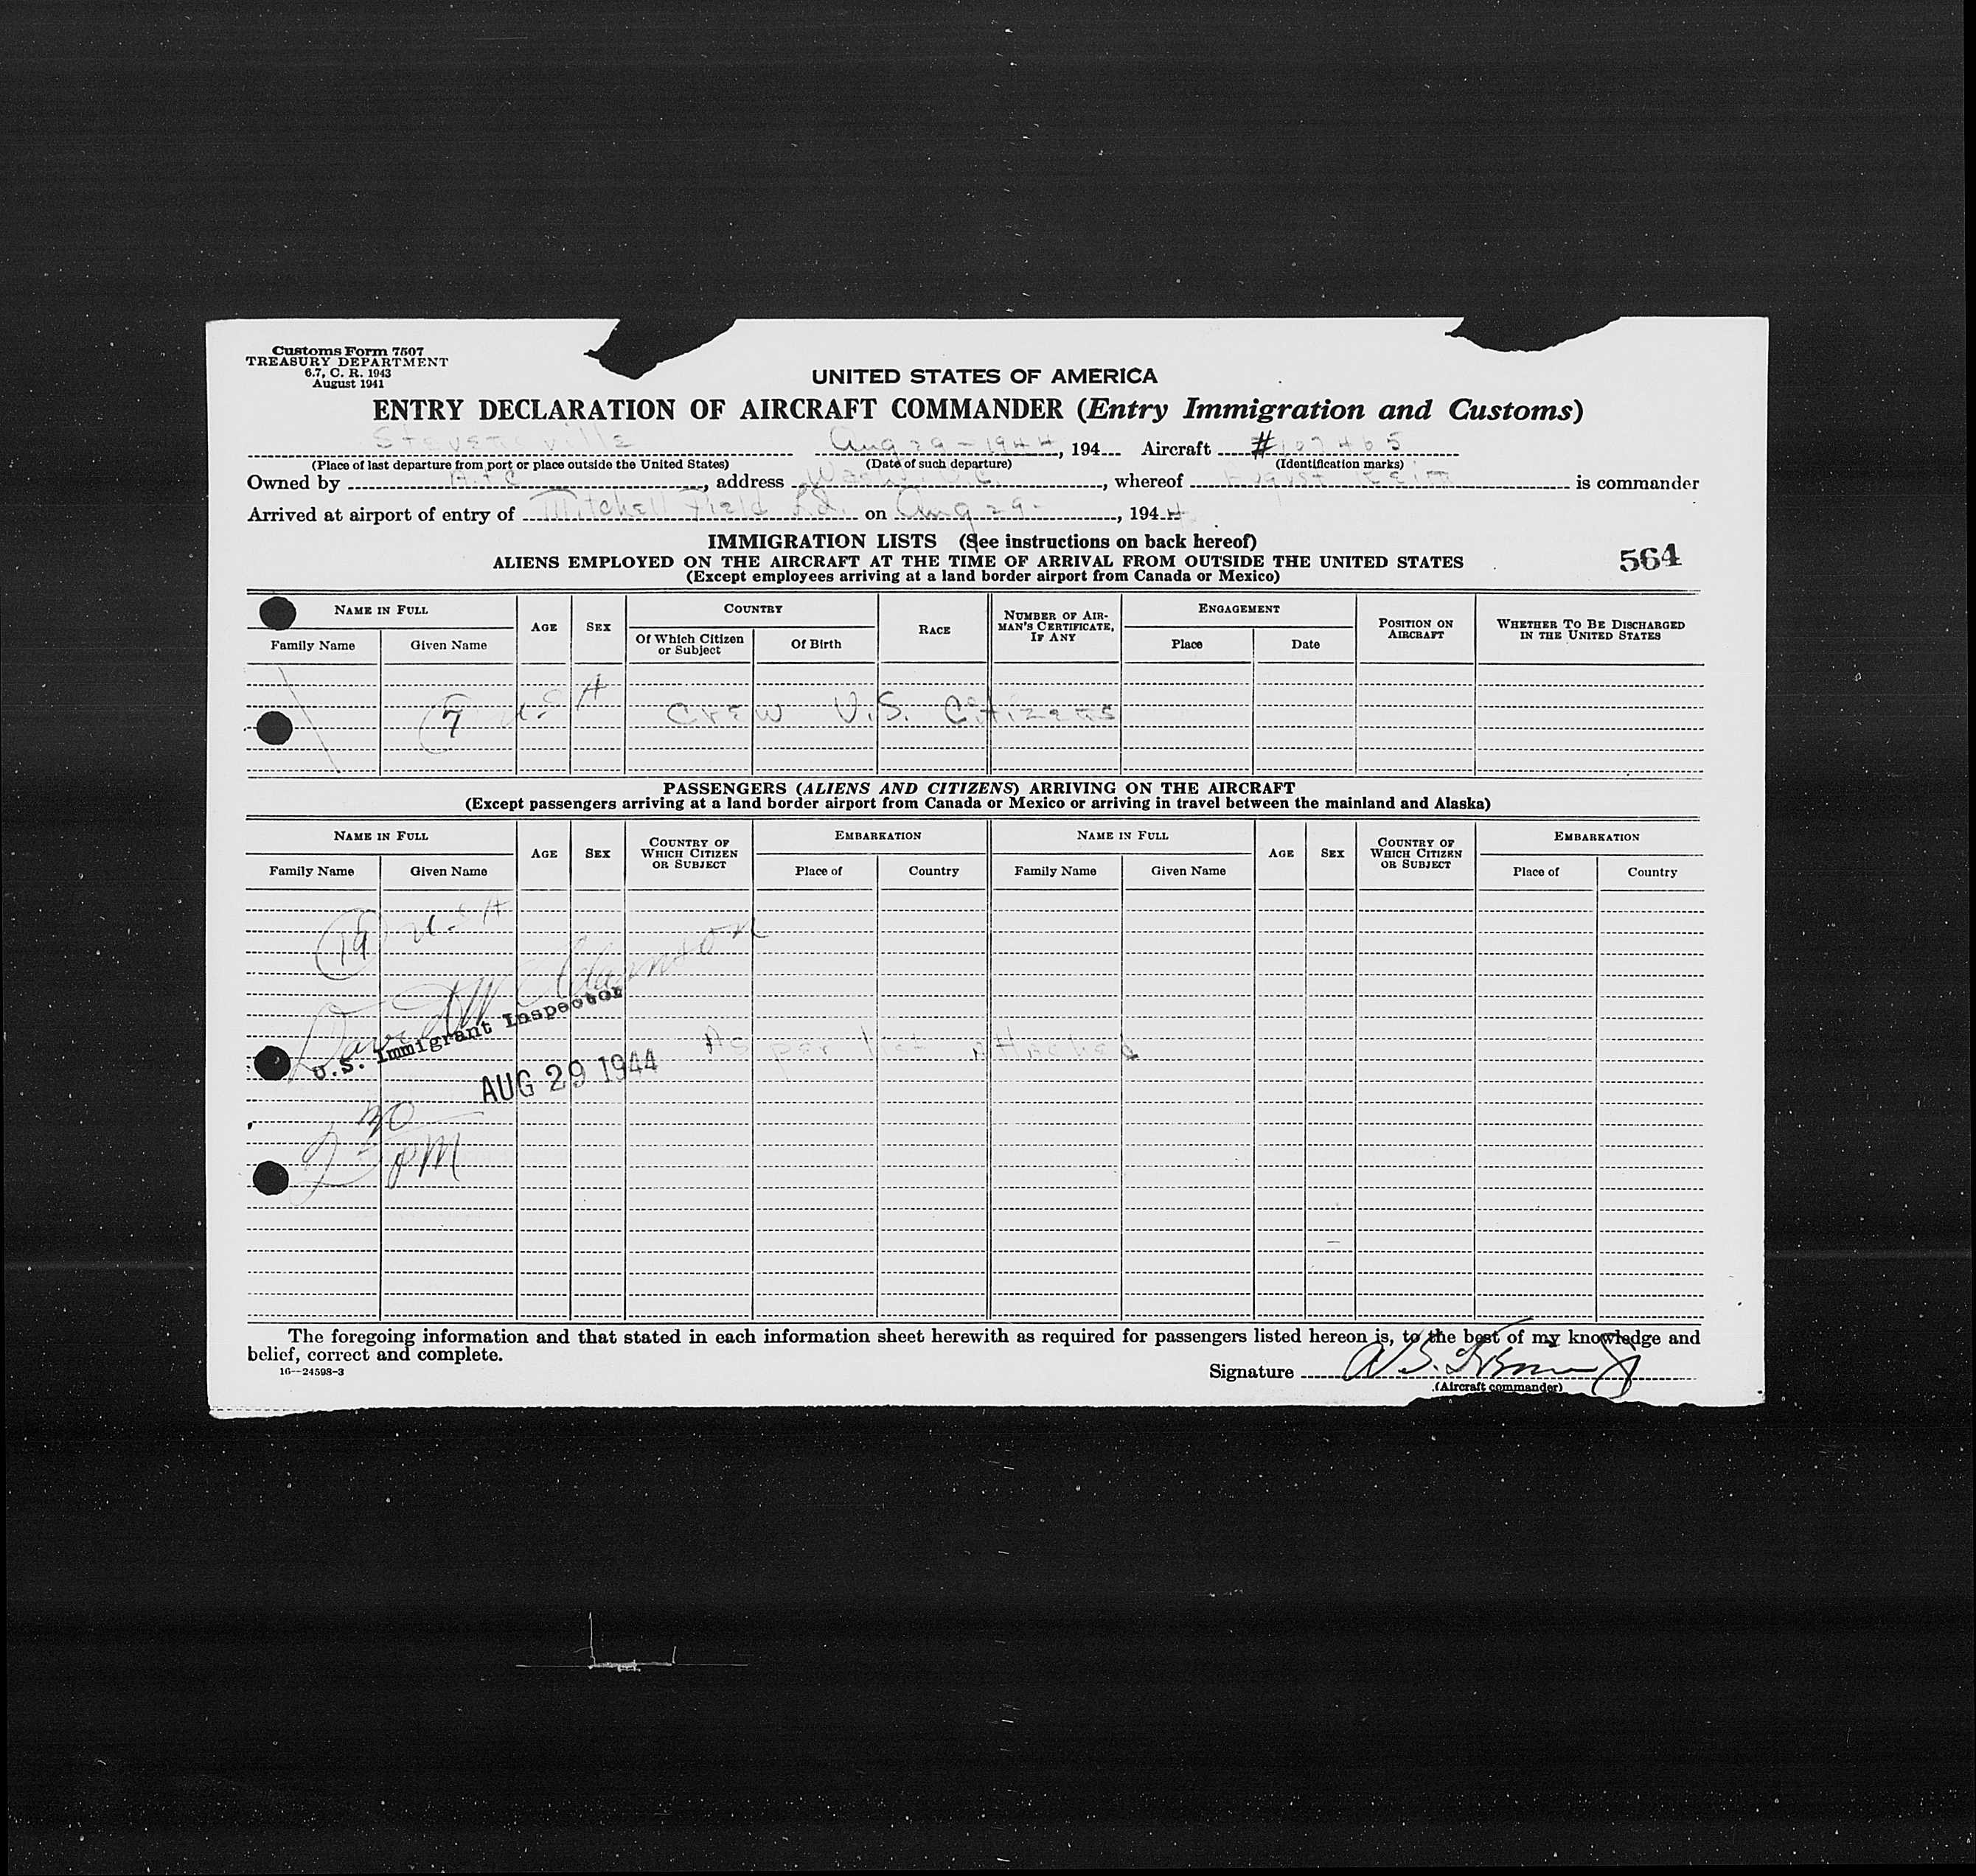 Customs Form 7507
TREASURY DEPARTMENT
6.7, C. R. 1943
August 1941
UNITED STATES OF AMERICA
ENTRY DECLARATION OF AIRCRAFT COMMANDER (Entry Immigration and Customs)
Stevensville Aug 29 - 1944, 194 Aircraft #107465
(Place of last departure from port or place outside the United States) (Date of such departure) (Identification marks)
Owned by A.T.C, address Wash. D.C., whereof August is commander
Arrived at airport of entry of Mitchell Field on Aug 29-, 1944
IMMIGRATION LISTS (See instructions on back hereof)
564
ALIENS EMPLOYED ON THE AIRCRAFT AT THE TIME OF ARRIVAL FROM OUTSIDE THE UNITED STATES
(Except employees arriving at a land border airport from Canada or Mexico)
NAME IN FULL AGE SEX COUNTRY RACE NUMBER OF AIRMAN'S CERTIFICATE, IF ANY ENGAGEMENT POSITION ON AIRCRAFT WHETHER TO BE DISCHARGED IN THE UNITED STATES
Family Name Given Name Of Which Citizen or Subject Of Birth Place Date
7 USA Crew U.S. Citizens
PASSENGERS (ALIENS AND CITIZENS) ARRIVING ON THE AIRCRAFT
(Except passengers arriving at a land border airport from Canada or Mexico or arriving in travel between the mainland and Alaska)
NAME IN FULL AGE SEX COUNTRY OF WHICH CITIZEN OR SUBJECT EMBARKATION NAME IN FULL AGE SEX COUNTRY OF WHICH CITIZEN OR SUBJECT EMBARKATION
Family Name Given Name Place of Country Family Name Given Name Place of Country
19 USA
David
U.S. Immigrant Inspector
As per list attached
AUG 29 1944
30
PM
The foregoing information and that stated in each information sheet herewith as required for passengers listed hereon is, to the best of my knowledge and
belief, correct and complete.
16—24598-3
Signature
(Aircraft commander)